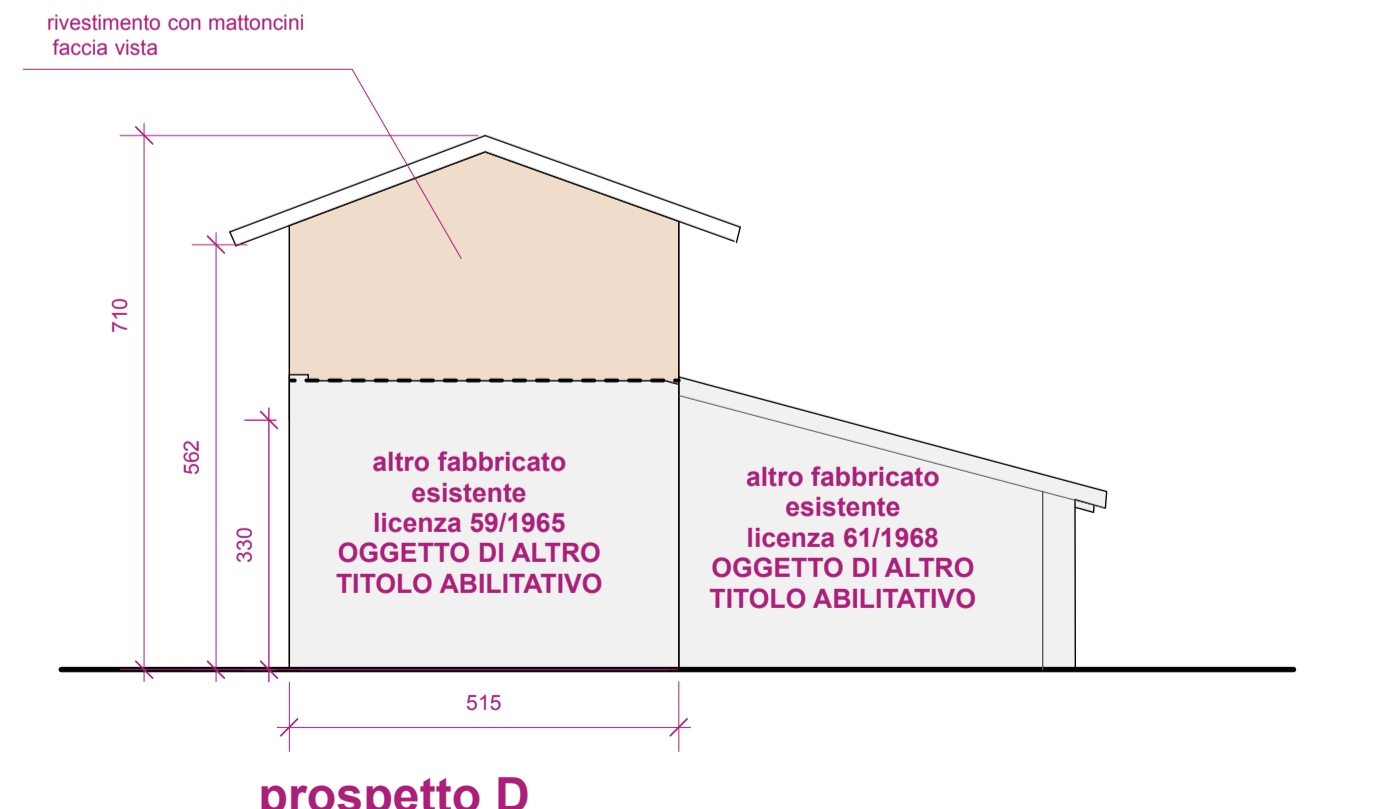 rivestimento con mattoncini
faccia vista
710
562
330
altro fabbricato
esistente
licenza 59/1965
OGGETTO DI ALTRO
TITOLO ABILITATIVO
altro fabbricato
esistente
licenza 61/1968
OGGETTO DI ALTRO
TITOLO ABILITATIVO
515
prospetto D